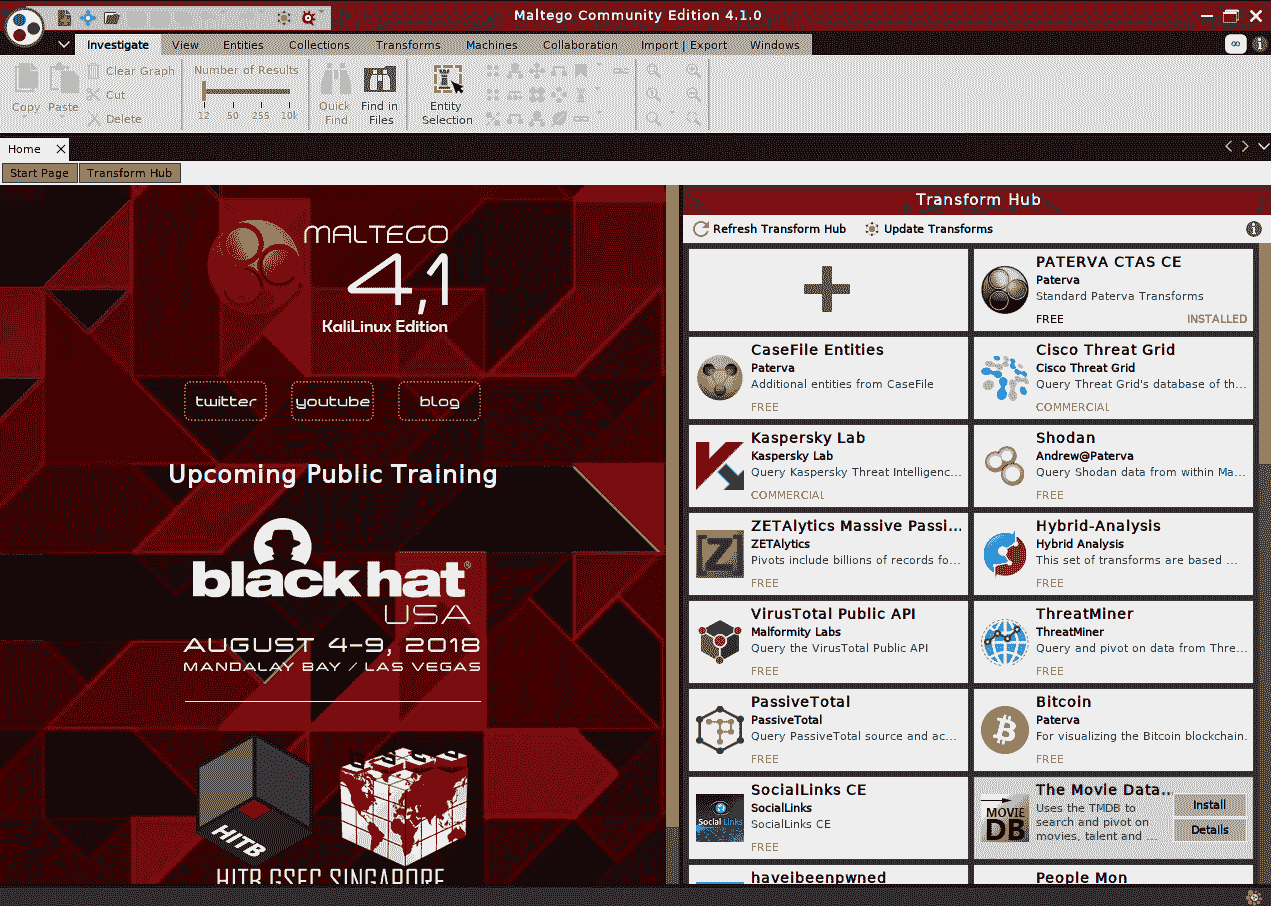 Maltego Community Edition 4.1.0
Investigate View Entities Collections Transforms Machines Collaboration Import | Export Windows
Copy Paste
Clear Graph
Cut
Delete
Number of Results
12 50 255 10k
Quick Find
Find in Files
Entity Selection
Home
Start Page Transform Hub
MALTEGO
4,1
KaliLinux Edition
twitter youtube blog
Upcoming Public Training
black hat®
USA
AUGUST 4-9, 2018
MANDALAY BAY / LAS VEGAS
HITB
HITB GSEC SINGAPORE
Transform Hub
Refresh Transform Hub Update Transforms
PATERVA CTAS CE
Paterva
Standard Paterva Transforms
FREE INSTALLED
CaseFile Entities
Paterva
Additional entities from CaseFile
FREE
Cisco Threat Grid
Cisco Threat Grid
Query Threat Grid's database of th...
COMMERCIAL
Kaspersky Lab
Kaspersky Lab
Query Kaspersky Threat Intelligenc...
COMMERCIAL
Shodan
Andrew@Paterva
Query Shodan data from within Ma...
FREE
[Z]
ZETAlytics Massive Passi...
ZETAlytics
Pivots include billions of records fo...
FREE
Hybrid-Analysis
Hybrid Analysis
This set of transforms are based ...
FREE
VirusTotal Public API
Malformity Labs
Query the VirusTotal Public API
FREE
ThreatMiner
ThreatMiner
Query and pivot on data from Thre...
FREE
PassiveTotal
PassiveTotal
Query PassiveTotal source and ac...
FREE
Bitcoin
Paterva
For visualizing the Bitcoin blockchain.
FREE
Social Links
SocialLinks CE
SocialLinks
SocialLinks CE
FREE
MOVIE
DB
The Movie Data...
Uses the TMDB to
search and pivot on
movies, talent and ...
Install
Details
haveibeenpwned
People Mon